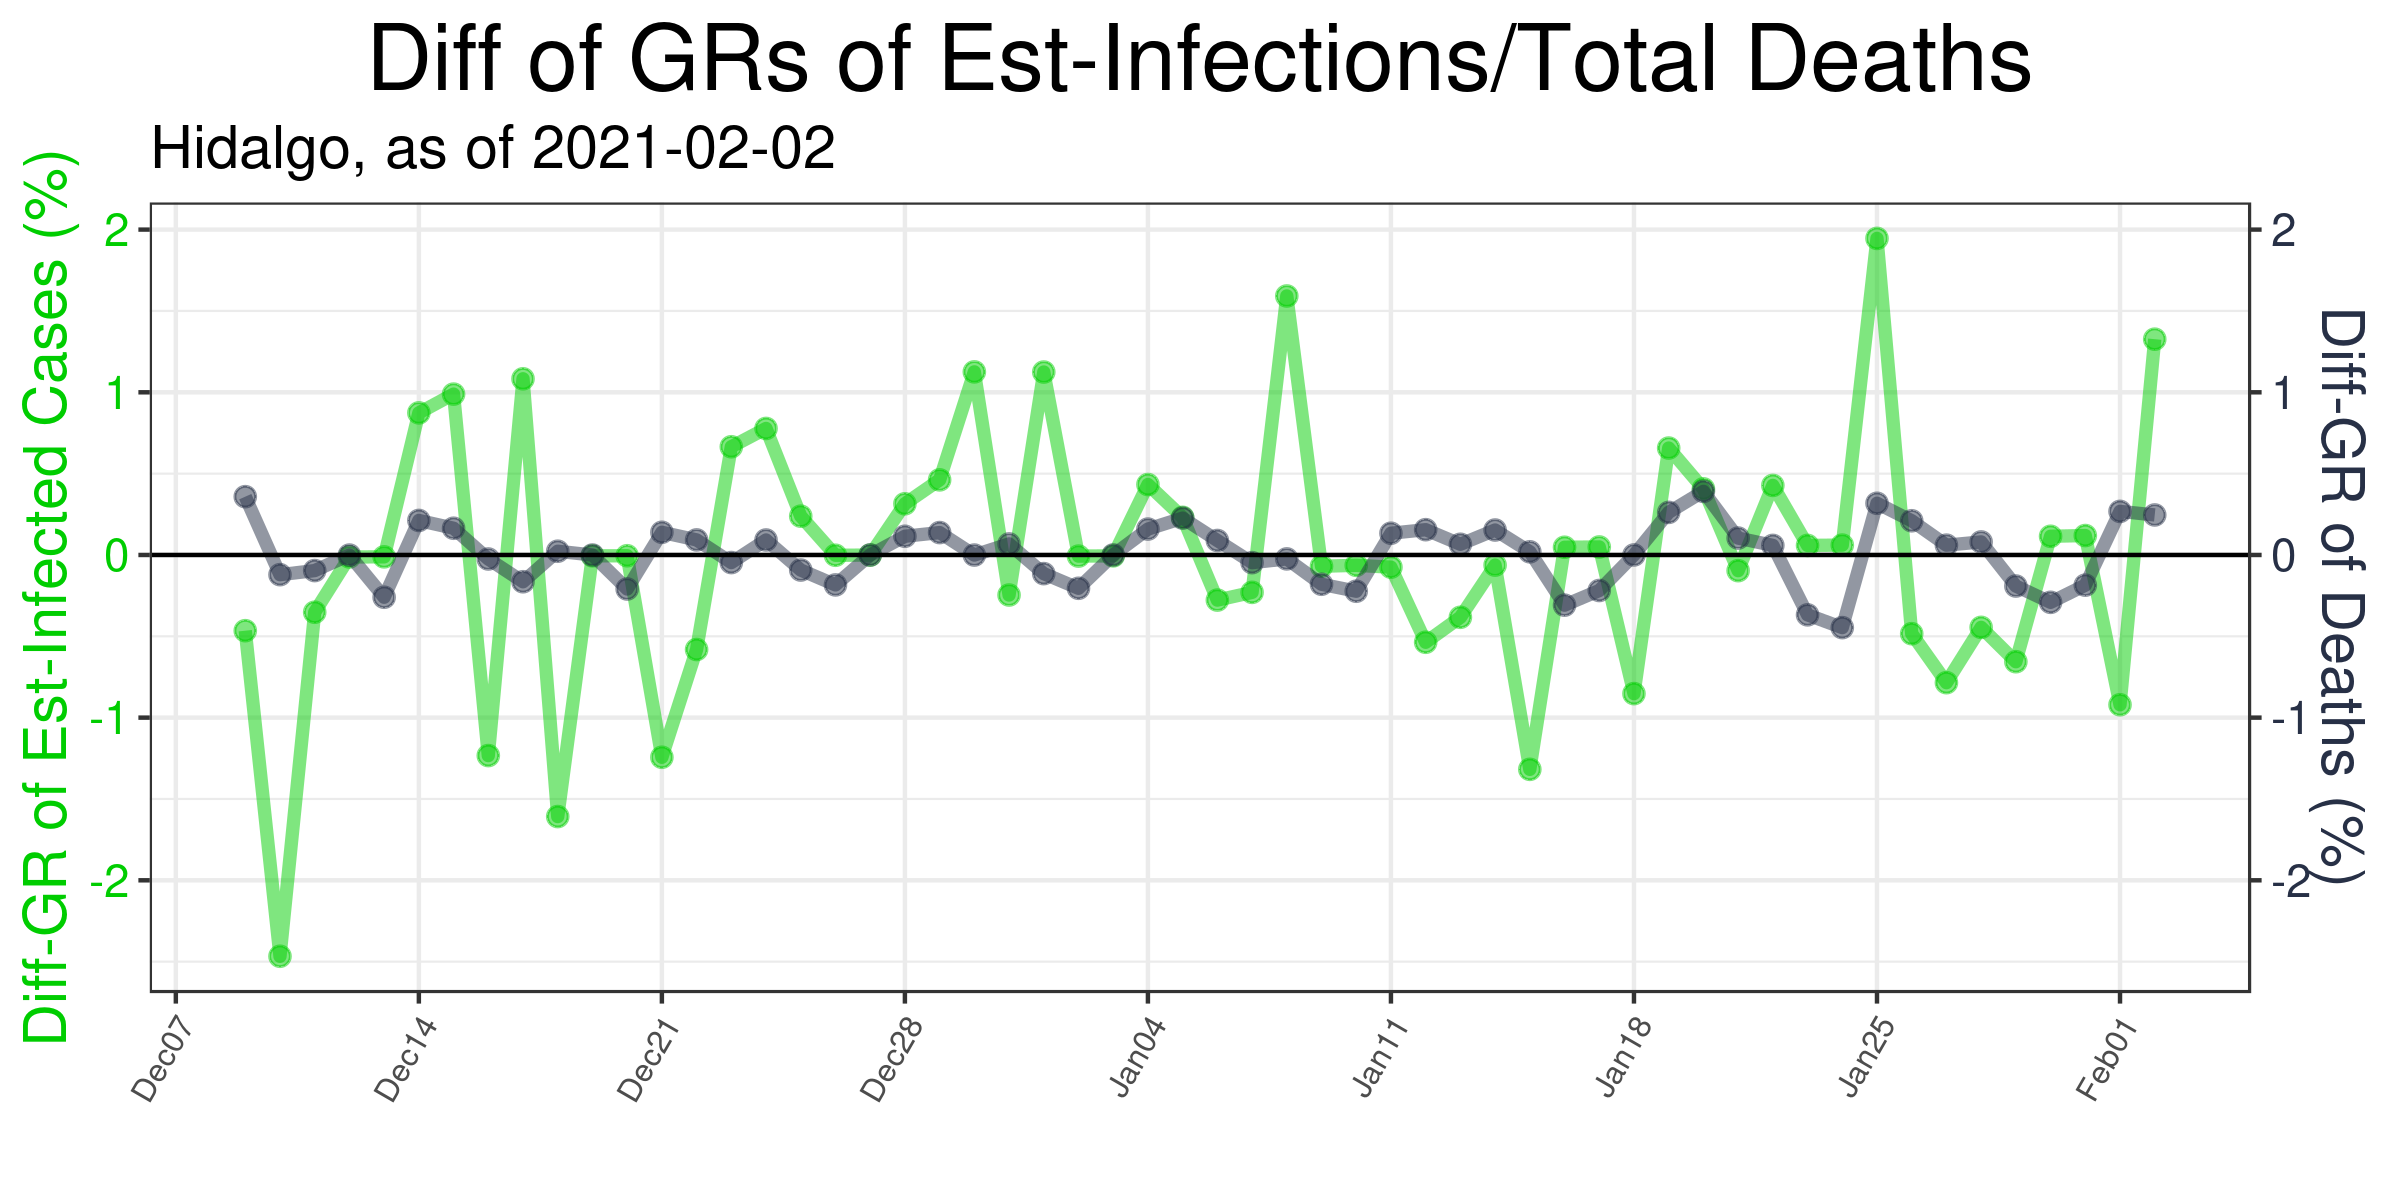 Diff of GRs of Est-Infections/Total Deaths
Hidalgo, as of 2021-02-02
Diff-GR of Est-Infected Cases (%)
2
1
0
-1
-2
2
1
0
-1
-2
Diff-GR of Deaths (%)
Dec07
Dec14
Dec21
Dec28
Jan04
Jan11
Jan18
Jan25
Feb01